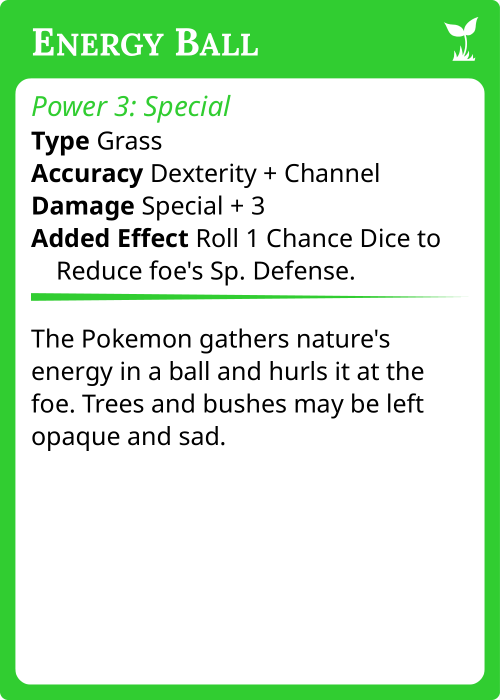 ENERGY BALL
Power 3: Special
Type Grass
Accuracy Dexterity + Channel
Damage Special + 3
Added Effect Roll 1 Chance Dice to
Reduce foe's Sp. Defense.
The Pokemon gathers nature's
energy in a ball and hurls it at the
foe. Trees and bushes may be left
opaque and sad.